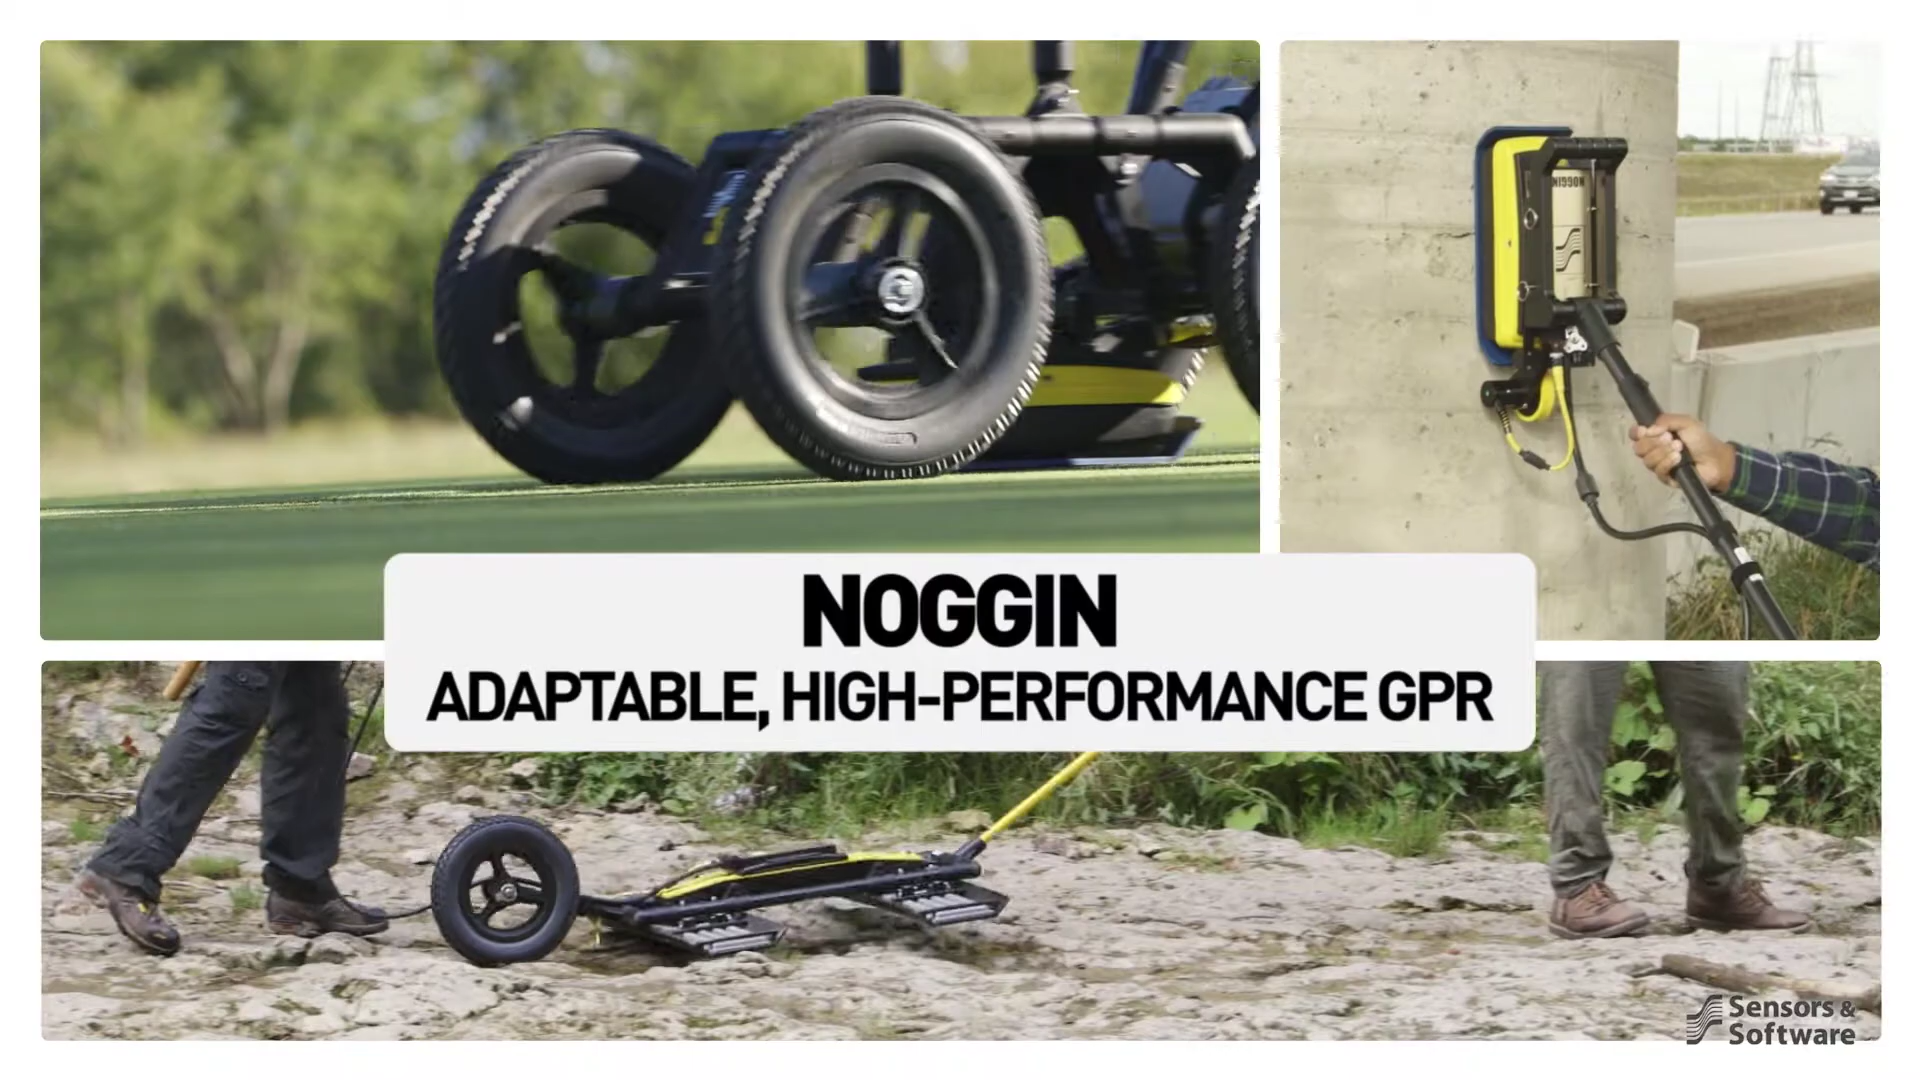 NOGGIN
NOGGIN
ADAPTABLE, HIGH-PERFORMANCE GPR
Sensors &
Software